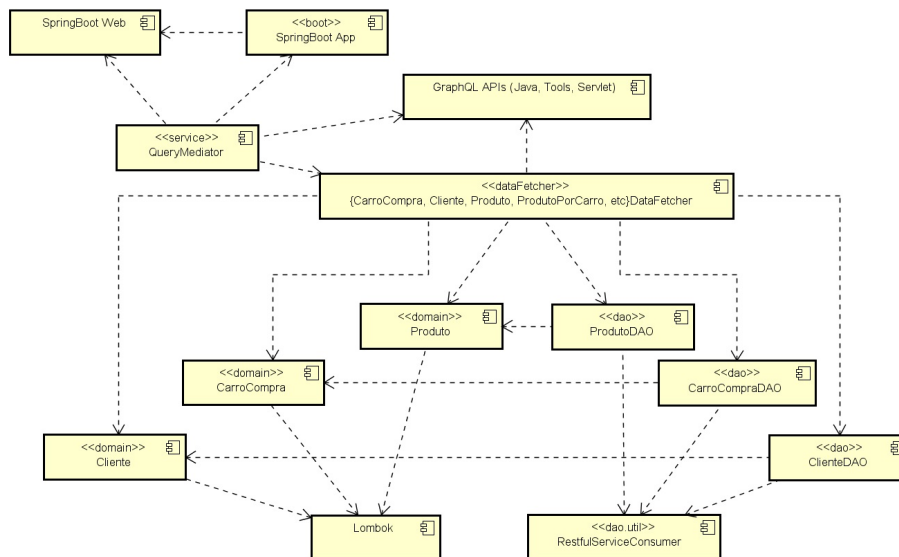 SpringBoot Web
<<boot>>
SpringBoot App
GraphQL APIs (Java, Tools, Servlet)
<<service>>
QueryMediator
<<dataFetcher>>
{CarroCompra, Cliente, Produto, ProdutoPorCarro, etc}DataFetcher
<<domain>>
Produto
<<dao>>
ProdutoDAO
<<domain>>
CarroCompra
<<dao>>
CarroCompraDAO
<<domain>>
Cliente
<<dao>>
ClienteDAO
Lombok
<<dao.util>>
RestfulServiceConsumer